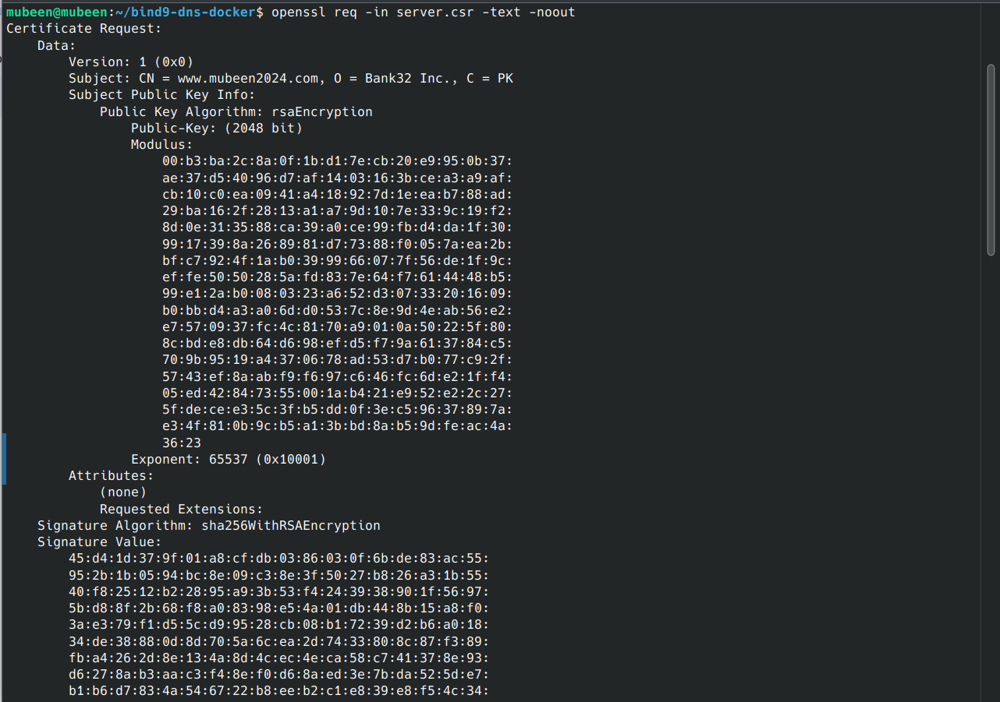 mubeen@mubeen:~/bind9-dns-docker$ openssl req -in server.csr -text -noout
Certificate Request:
    Data:
        Version: 1 (0x0)
        Subject: CN = www.mubeen2024.com, O = Bank32 Inc., C = PK
        Subject Public Key Info:
            Public Key Algorithm: rsaEncryption
                Public-Key: (2048 bit)
                Modulus:
                    00:b3:ba:2c:8a:0f:1b:d1:7e:cb:20:e9:95:0b:37:
                    ae:37:d5:40:96:d7:af:14:03:16:3b:ce:a3:a9:af:
                    cb:10:c0:ea:09:41:a4:18:92:7d:1e:ea:b7:88:ad:
                    29:ba:16:2f:28:13:a1:a7:9d:10:7e:33:9c:19:f2:
                    8d:0e:31:35:88:ca:39:a0:ce:99:fb:d4:da:1f:30:
                    99:17:39:8a:26:89:81:d7:73:88:f0:05:7a:ea:2b:
                    bf:c7:92:4f:1a:b0:39:99:66:07:7f:56:de:1f:9c:
                    ef:fe:50:50:28:5a:fd:83:7e:64:f7:61:44:48:b5:
                    99:e1:2a:b0:08:03:23:a6:52:d3:07:33:20:16:09:
                    b0:bb:d4:a3:a0:6d:d0:53:7c:8e:9d:4e:ab:56:e2:
                    e7:57:09:37:fc:4c:81:70:a9:01:0a:50:22:5f:80:
                    8c:bd:e8:db:64:d6:98:ef:d5:f7:9a:61:37:84:c5:
                    70:9b:95:19:a4:37:06:78:ad:53:d7:b0:77:c9:2f:
                    57:43:ef:8a:ab:f9:f6:97:c6:46:fc:6d:e2:1f:f4:
                    05:ed:42:84:73:55:00:1a:b4:21:e9:52:e2:2c:27:
                    5f:de:ce:e3:5c:3f:b5:dd:0f:3e:c5:96:37:89:7a:
                    e3:4f:81:0b:9c:b5:a1:3b:bd:8a:b5:9d:fe:ac:4a:
                    36:23
                Exponent: 65537 (0x10001)
        Attributes:
            (none)
            Requested Extensions:
    Signature Algorithm: sha256WithRSAEncryption
    Signature Value:
        45:d4:1d:37:9f:01:a8:cf:db:03:86:03:0f:6b:de:83:ac:55:
        95:2b:1b:05:94:bc:8e:09:c3:8e:3f:50:27:b8:26:a3:1b:55:
        40:f8:25:12:b2:28:95:a9:3b:53:f4:24:39:38:90:1f:56:97:
        5b:d8:8f:2b:68:f8:a0:83:98:e5:4a:01:db:44:8b:15:a8:f0:
        3a:e3:79:f1:d5:5c:d9:95:28:cb:08:b1:72:39:d2:b6:a0:18:
        34:de:38:88:0d:8d:70:5a:6c:ea:2d:74:33:80:8c:87:f3:89:
        fb:a4:26:2d:8e:13:4a:8d:4c:ec:4e:ca:58:c7:41:37:8e:93:
        d6:27:8a:b3:aa:c3:f4:8e:f0:d6:8a:ed:3e:7b:da:52:5d:e7:
        b1:b6:d7:83:4a:54:67:22:b8:ee:b2:c1:e8:39:e8:f5:4c:34: